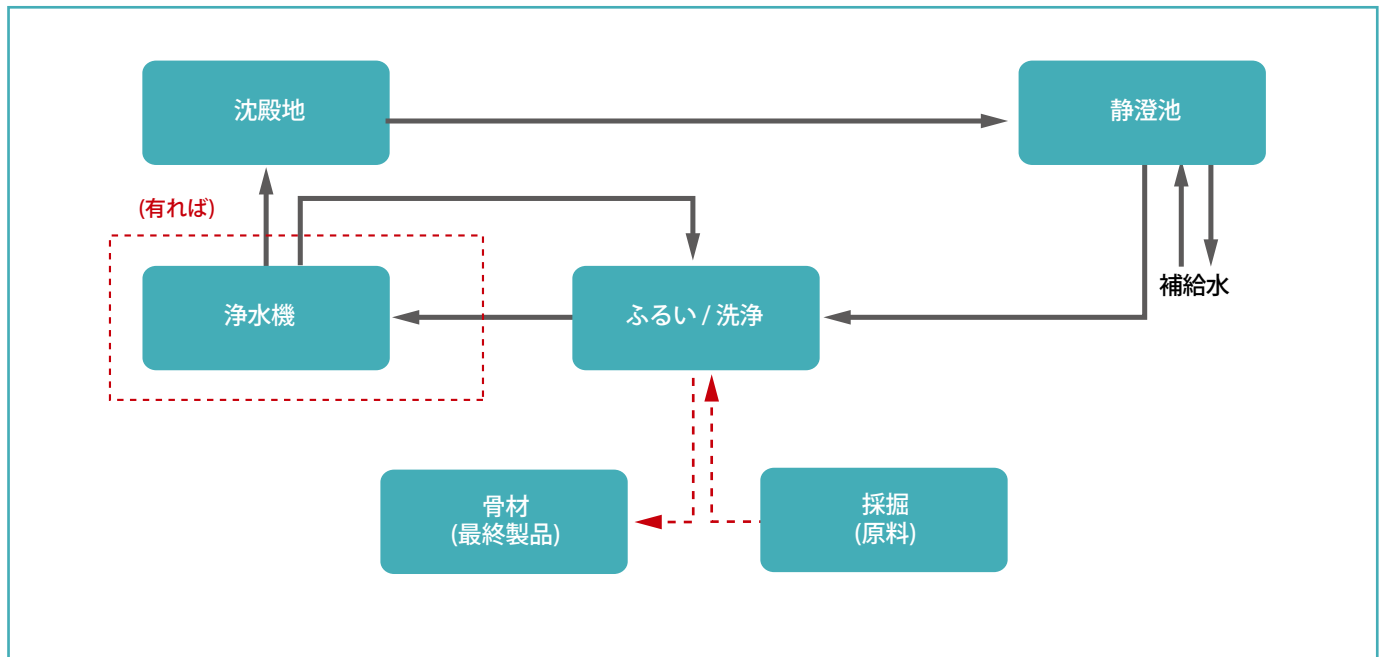 沈殿地
静澄池
(有れば)
補給水
浄水機
ふるい / 洗浄
骨材
(最終製品)
採掘
(原料)